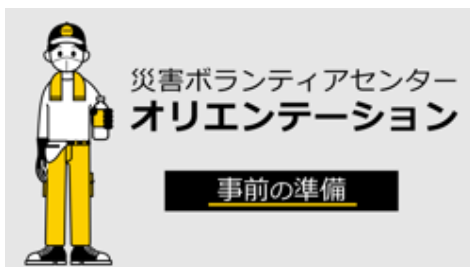 災害ボランティアセンター
オリエンテーション
事前の準備